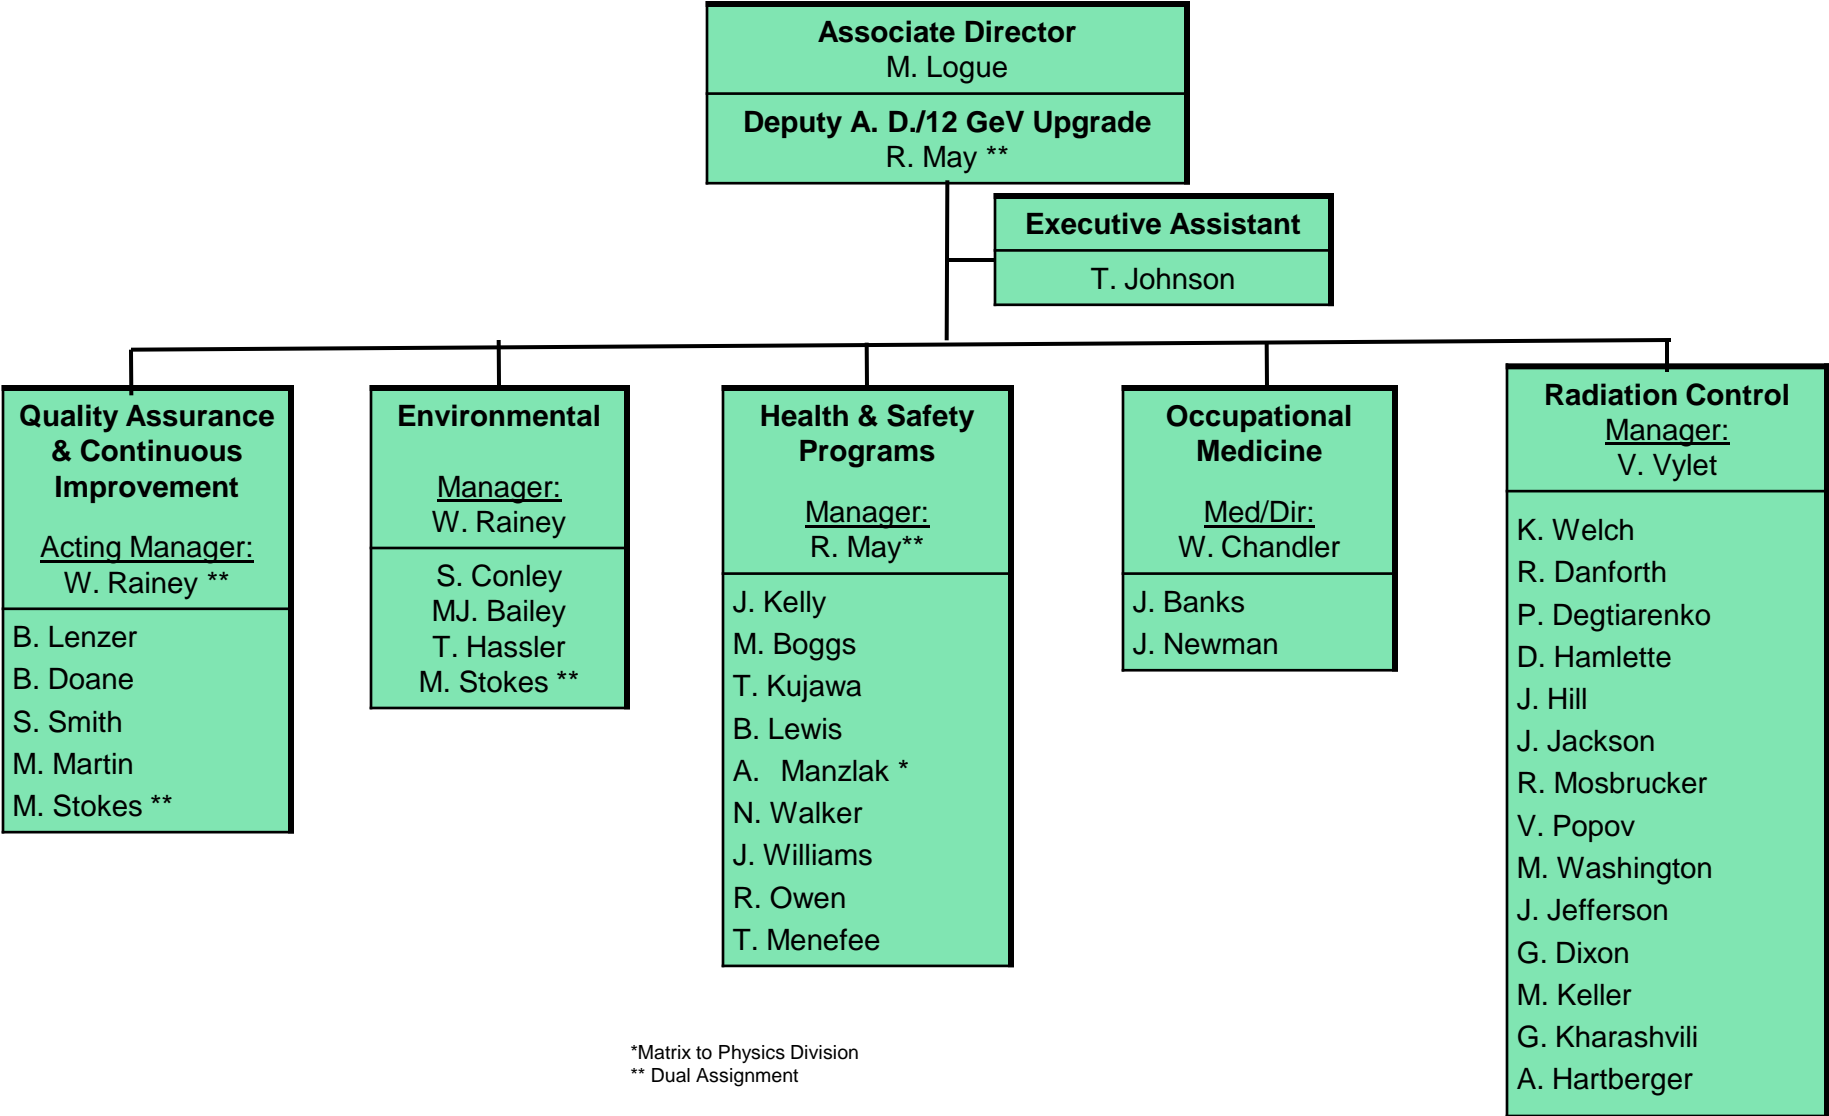 Associate Director
M. Logue
Deputy A. D./12 GeV Upgrade
R. May **
Executive Assistant
T. Johnson
Quality Assurance
& Continuous
Improvement
Acting Manager:
W. Rainey **
B. Lenzer
B. Doane
S. Smith
M. Martin
M. Stokes **
Environmental
Manager:
W. Rainey
S. Conley
MJ. Bailey
T. Hassler
M. Stokes **
Health & Safety
Programs
Manager:
R. May**
J. Kelly
M. Boggs
T. Kujawa
B. Lewis
A. Manzlak *
N. Walker
J. Williams
R. Owen
T. Menefee
Occupational
Medicine
Med/Dir:
W. Chandler
J. Banks
J. Newman
Radiation Control
Manager:
V. Vylet
K. Welch
R. Danforth
P. Degtiarenko
D. Hamlette
J. Hill
J. Jackson
R. Mosbrucker
V. Popov
M. Washington
J. Jefferson
G. Dixon
M. Keller
G. Kharashvili
A. Hartberger
*Matrix to Physics Division
** Dual Assignment